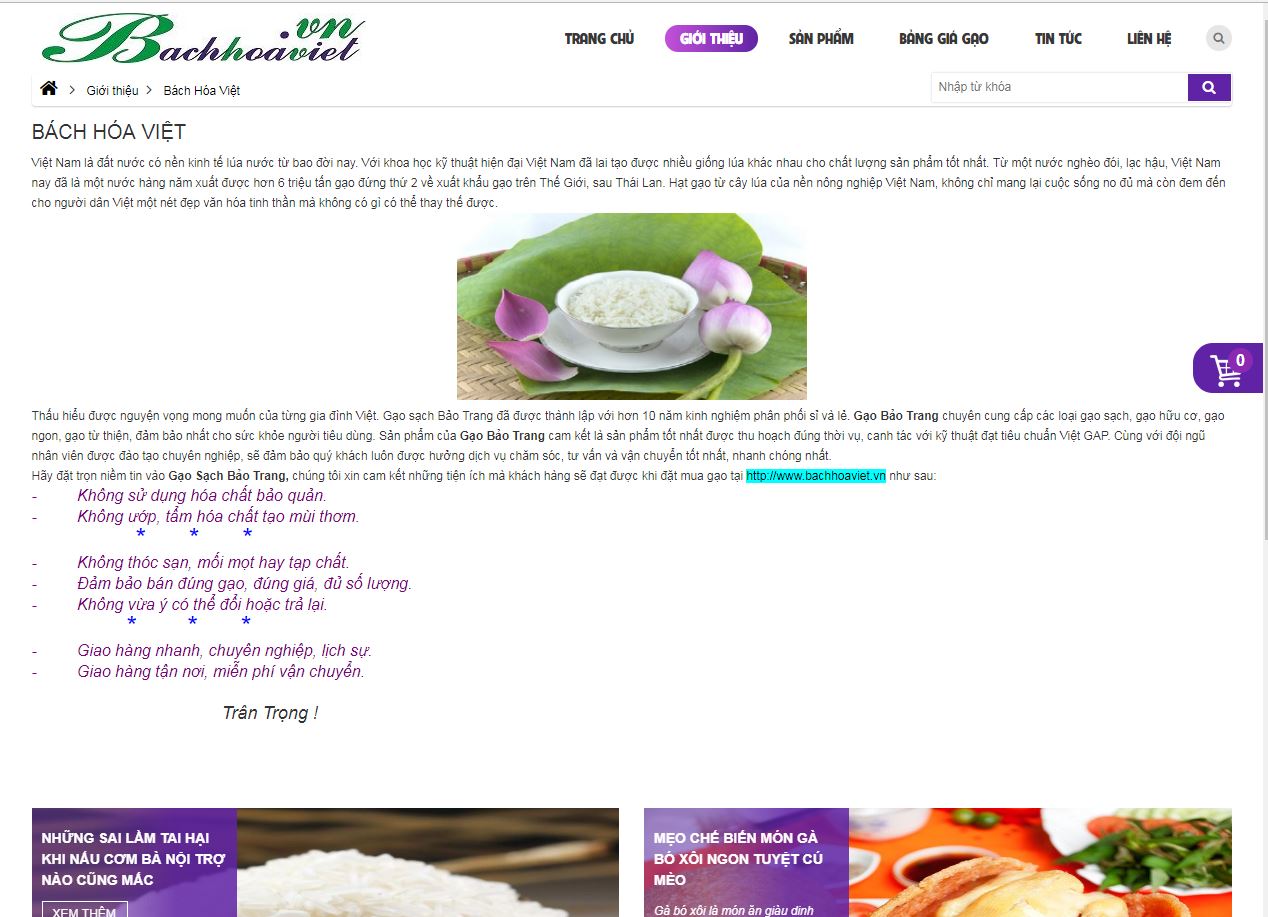 Bachhoaviet.vn
TRANG CHỦ GIỚI THIỆU SẢN PHẨM BẢNG GIÁ GẠO TIN TỨC LIÊN HỆ
Giới thiệu > Bách Hóa Việt
Nhập từ khóa
BÁCH HÓA VIỆT
Việt Nam là đất nước có nền kinh tế lúa nước từ bao đời nay. Với khoa học kỹ thuật hiện đại Việt Nam đã lai tạo được nhiều giống lúa khác nhau cho chất lượng sản phẩm tốt nhất. Từ một nước nghèo đói, lạc hậu, Việt Nam
nay đã là một nước hàng năm xuất được hơn 6 triệu tấn gạo đứng thứ 2 về xuất khẩu gạo trên Thế Giới, sau Thái Lan. Hạt gạo từ cây lúa của nền nông nghiệp Việt Nam, không chỉ mang lại cuộc sống no đủ mà còn đem đến
cho người dân Việt một nét đẹp văn hóa tinh thần mà không có gì có thể thay thế được.
0
Thấu hiểu được nguyện vọng mong muốn của từng gia đình Việt. Gạo sạch Bảo Trang đã được thành lập với hơn 10 năm kinh nghiệm phân phối sỉ và lẻ. Gạo Bảo Trang chuyên cung cấp các loại gạo sạch, gạo hữu cơ, gạo
ngon, gạo từ thiện, đảm bảo nhất cho sức khỏe người tiêu dùng. Sản phẩm của Gạo Bảo Trang cam kết là sản phẩm tốt nhất được thu hoạch đúng thời vụ, canh tác với kỹ thuật đạt tiêu chuẩn Việt GAP. Cùng với đội ngũ
nhân viên được đào tạo chuyên nghiệp, sẽ đảm bảo quý khách luôn được hưởng dịch vụ chăm sóc, tư vấn và vận chuyển tốt nhất, nhanh chóng nhất.
Hãy đặt trọn niềm tin vào Gạo Sạch Bảo Trang, chúng tôi xin cam kết những tiện ích mà khách hàng sẽ đạt được khi đặt mua gạo tại http://www.bachhoaviet.vn như sau:
- Không sử dụng hóa chất bảo quản.
- Không ướp, tẩm hóa chất tạo mùi thơm.
* * *
- Không thóc sạn, mối mọt hay tạp chất.
- Đảm bảo bán đúng gạo, đúng giá, đủ số lượng.
- Không vừa ý có thể đổi hoặc trả lại.
* * *
- Giao hàng nhanh, chuyên nghiệp, lịch sự.
- Giao hàng tận nơi, miễn phí vận chuyển.
Trân Trọng !
NHỮNG SAI LẦM TAI HẠI
KHI NẤU CƠM BÀ NỘI TRỢ
NÀO CŨNG MẮC
XEM THÊM
MẸO CHẾ BIẾN MÓN GÀ
BÓ XÔI NGON TUYỆT CÚ
MÈO
Gà bó xôi là món ăn giàu dinh